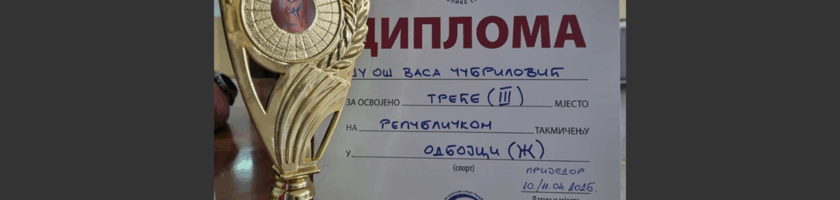 ДИПЛОМА
ЈУ ОШ ВАСА ЧУБРИЛОВИЋ
ЗА ОСВОЈЕНО ТРЕЋЕ (III) МЈЕСТО
НА РЕПУБЛИЧКОМ ТАКМИЧЕЊУ
У ОДБОЈЦИ (Ж)
(спорт)
ПРИЈЕДОР
10./11.04.2025.